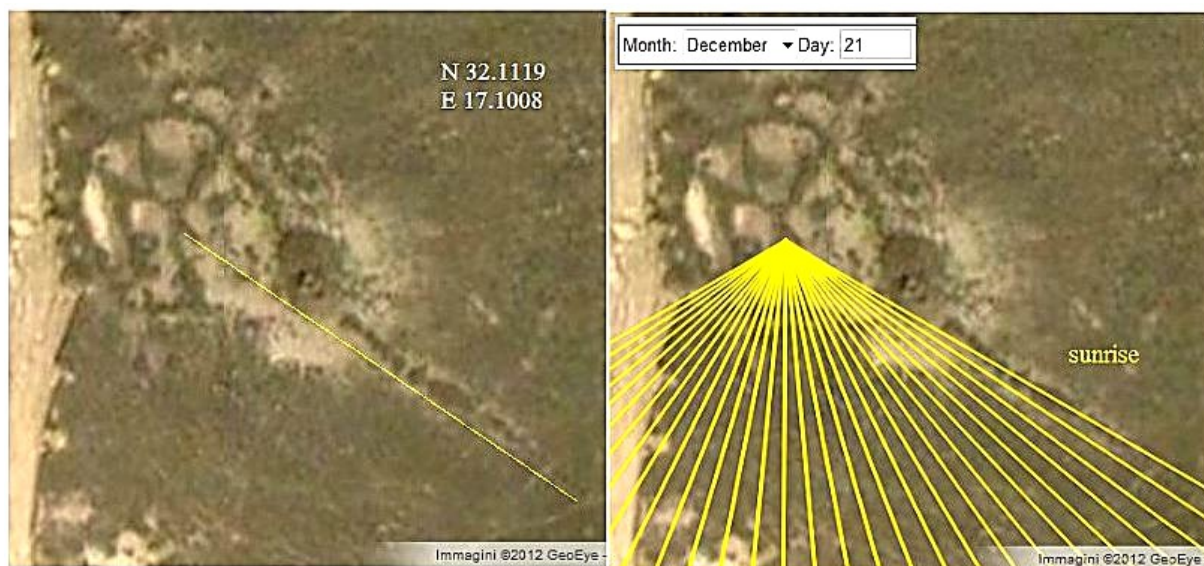 N 32.1119
E 17.1008
Immagini ©2012 GeoEye -
Month: December Day: 21
sunrise
Immagini ©2012 GeoEye